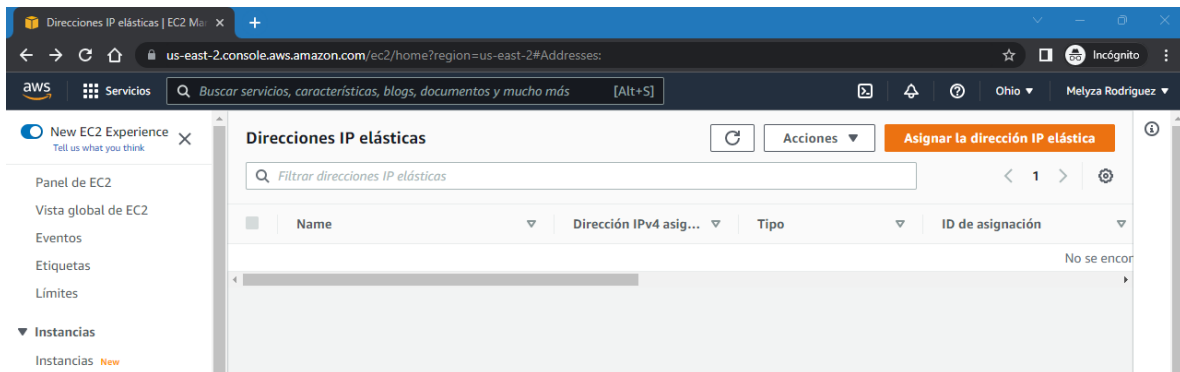 Direcciones IP elásticas | EC2 Mar
us-east-2.console.aws.amazon.com/ec2/home?region=us-east-2#Addresses:
Incógnito
aws
Servicios
Buscar servicios, características, blogs, documentos y mucho más [Alt+S]
Ohio
Melyza Rodriguez
New EC2 Experience
Tell us what you think
Panel de EC2
Vista global de EC2
Eventos
Etiquetas
Límites
Instancias
Instancias New
Direcciones IP elásticas
Acciones
Asignar la dirección IP elástica
Filtrar direcciones IP elásticas
1
Name Dirección IPv4 asig... Tipo ID de asignación
No se encor